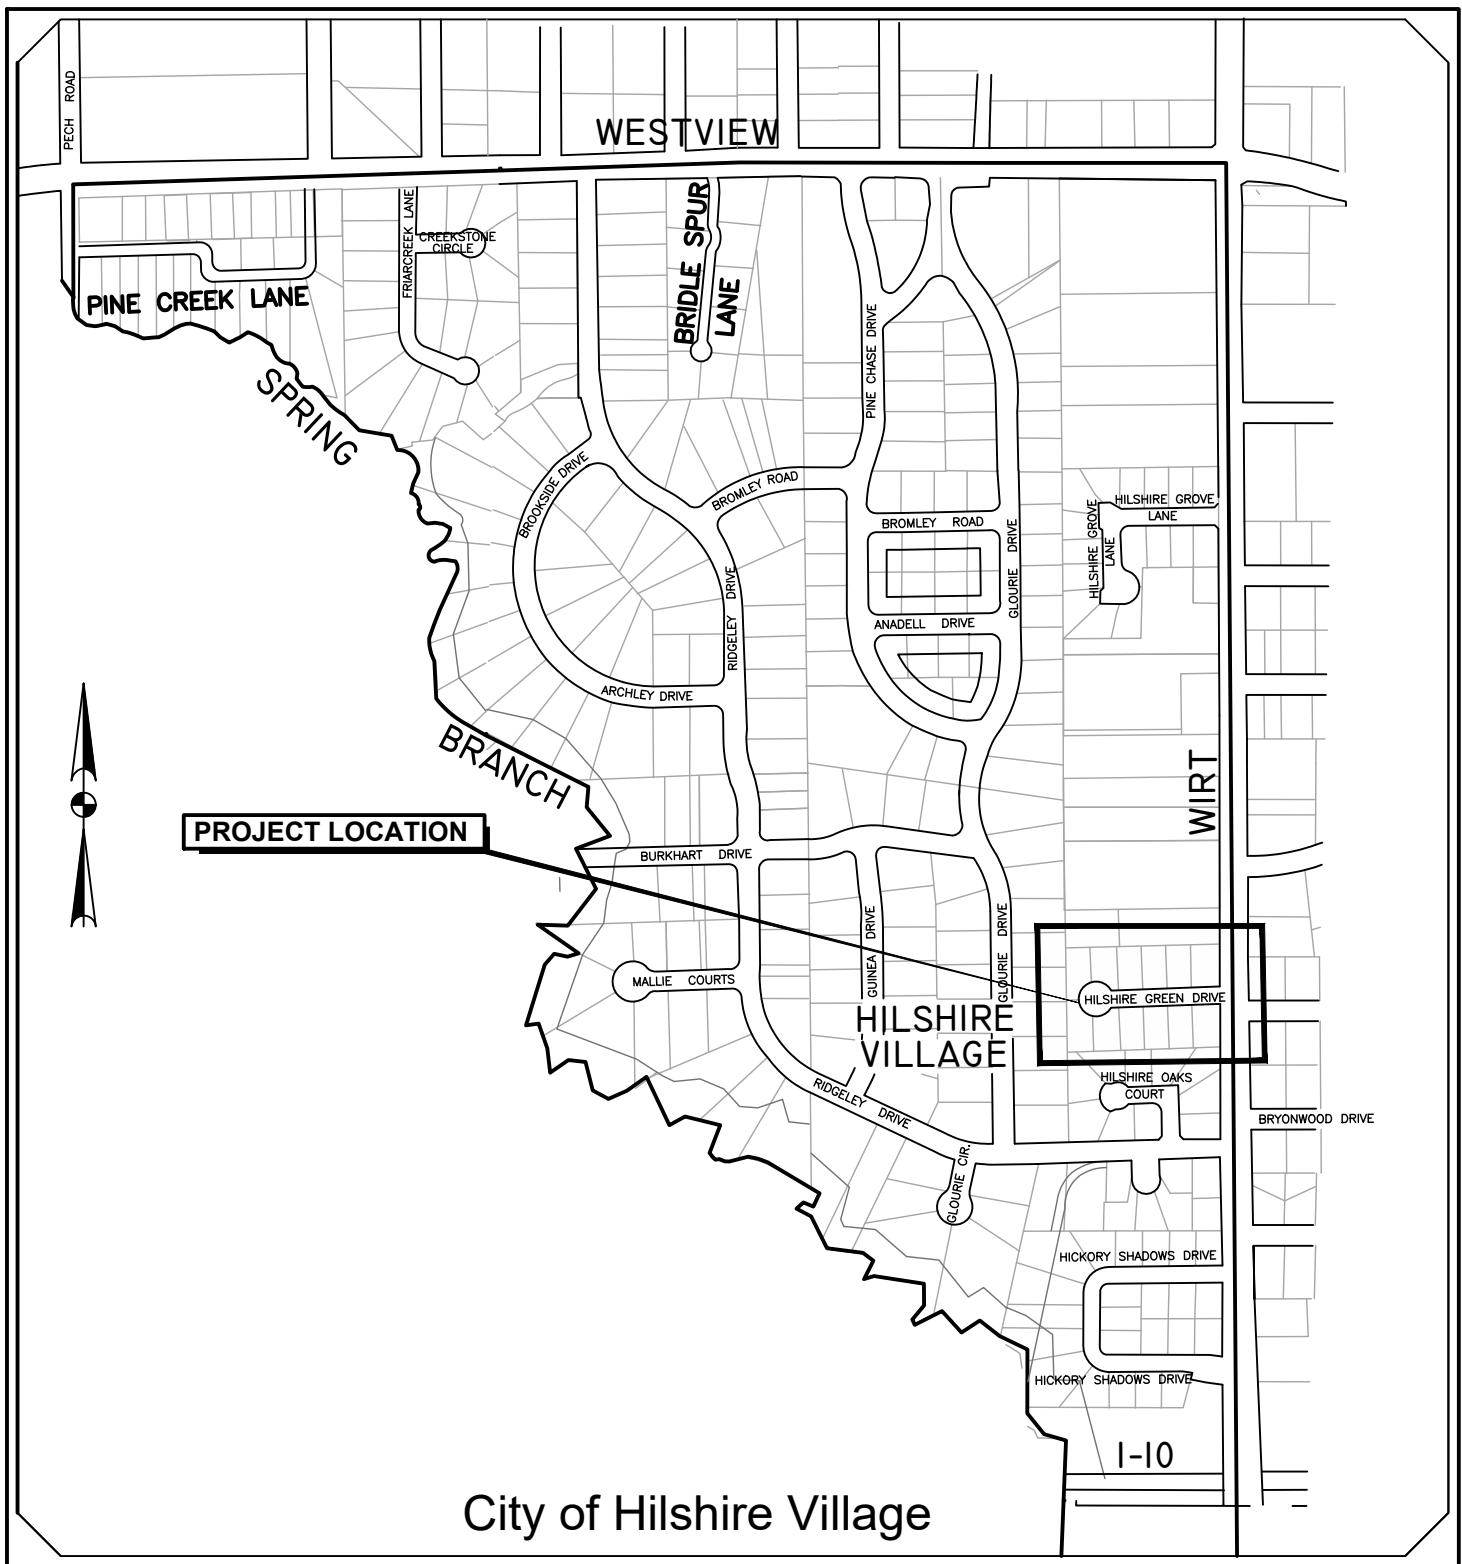 PECH ROAD
WESTVIEW
FRIARCREEK LANE
CREEKSTONE
CIRCLE
BRIDLE SPUR
LANE
PINE CREEK LANE
PINE CHASE DRIVE
SPRING
BROOKSIDE DRIVE
BROMLEY ROAD
BROMLEY ROAD
GLOURIE DRIVE
HILSHIRE GROVE
LANE
HILSHIRE GROVE
LANE
RIDGELEY DRIVE
ANADELL DRIVE
ARCHLEY DRIVE
BRANCH
WIRT
PROJECT LOCATION
BURKHART DRIVE
GUINEA DRIVE
GLOURIE DRIVE
MALLIE COURTS
HILSHIRE GREEN DRIVE
HILSHIRE
VILLAGE
HILSHIRE OAKS
COURT
RIDGELEY DRIVE
BRYONWOOD DRIVE
GLOURIE CIR.
HICKORY SHADOWS DRIVE
HICKORY SHADOWS DRIVE
I-10
City of Hilshire Village